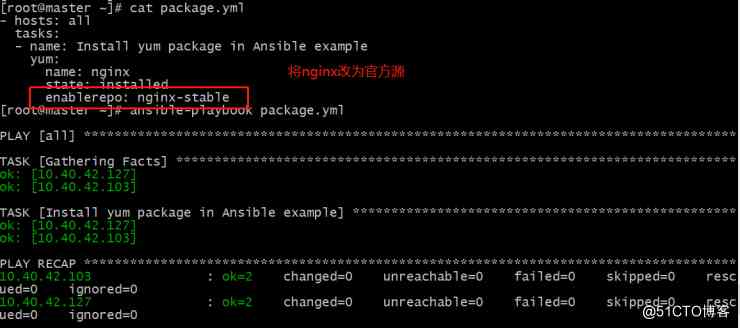 [root@master ~]# cat package.yml
- hosts: all
  tasks:
  - name: Install yum package in Ansible example
    yum:
      name: nginx
将nginx改为官方源
      state: installed
      enablerepo: nginx-stable
[root@master ~]# ansible-playbook package.yml
PLAY [all] *********************************************************************************
TASK [Gathering Facts] *********************************************************************
ok: [10.40.42.127]
ok: [10.40.42.103]
TASK [Install yum package in Ansible example] **********************************************
ok: [10.40.42.127]
ok: [10.40.42.103]
PLAY RECAP *********************************************************************************
10.40.42.103 : ok=2 changed=0 unreachable=0 failed=0 skipped=0 resc
ued=0 ignored=0
10.40.42.127 : ok=2 changed=0 unreachable=0 failed=0 skipped=0 resc
ued=0 ignored=0
@51CTO博客